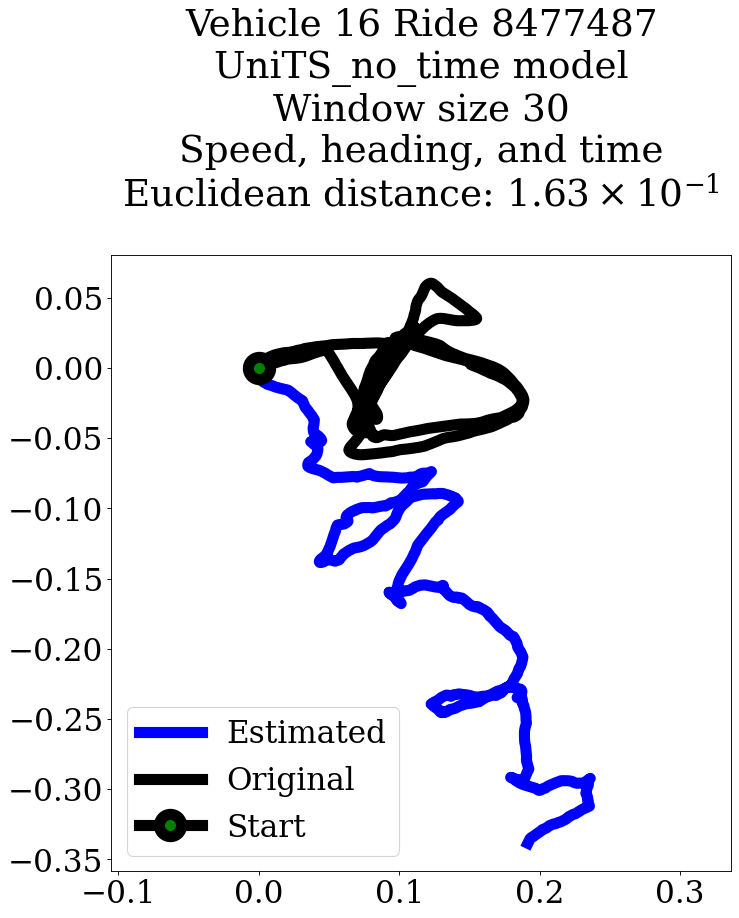 Vehicle 16 Ride 8477487
UniTS_no_time model
Window size 30
Speed, heading, and time
Euclidean distance: 1.63 × 10⁻¹
0.05
0.00
−0.05
−0.10
−0.15
−0.20
−0.25
−0.30
−0.35
Estimated
Original
Start
−0.1 0.0 0.1 0.2 0.3